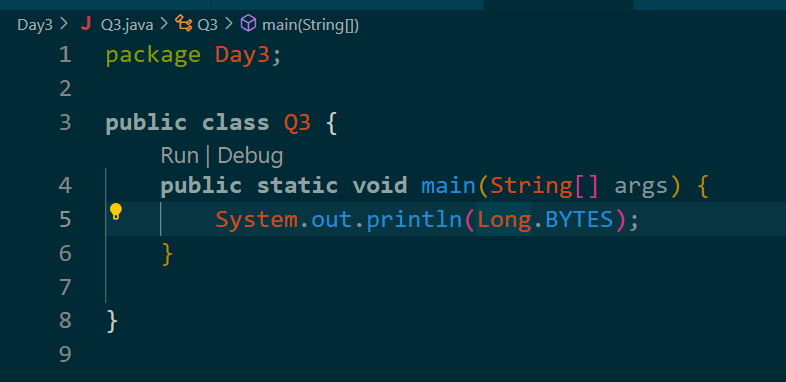 Day3 > J Q3.java > Q3 > main(String[])
1 package Day3;
2
3 public class Q3 {
Run | Debug
4 public static void main(String[] args) {
5 System.out.println(Long.BYTES);
6 }
7
8 }
9